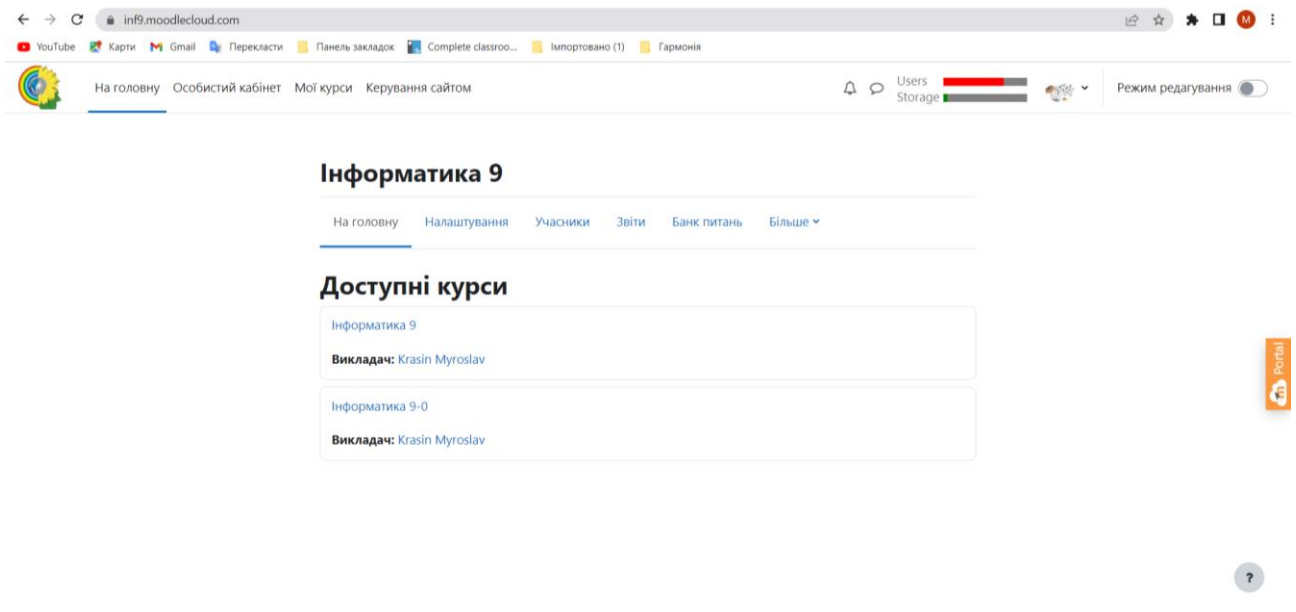 inf9.moodlecloud.com
M
YouTube Карти Gmail Перекласти Панель закладок Complete classroo... Імпортовано (1) Гармонія
На головну Особистий кабінет Мої курси Керування сайтом Users Режим редагування
Storage
Інформатика 9
На головну Налаштування Учасники Звіти Банк питань Більше
Доступні курси
Інформатика 9
Викладач: Krasin Myroslav
Інформатика 9-0
Викладач: Krasin Myroslav
m Portal
?